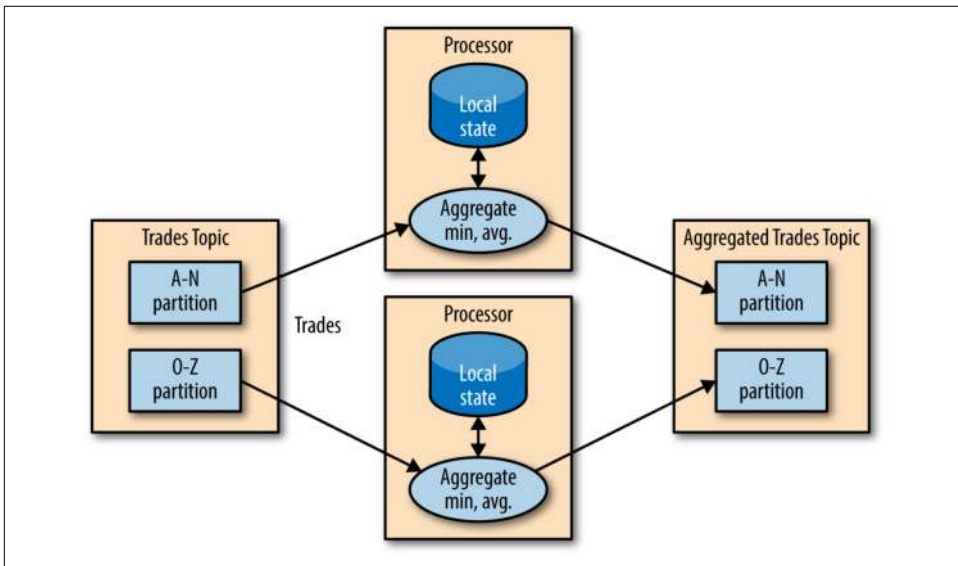 Processor
Local
state
Aggregate
min, avg.
Trades Topic
A-N
partition
O-Z
partition
Trades
Processor
Local
state
Aggregate
min, avg.
Aggregated Trades Topic
A-N
partition
O-Z
partition